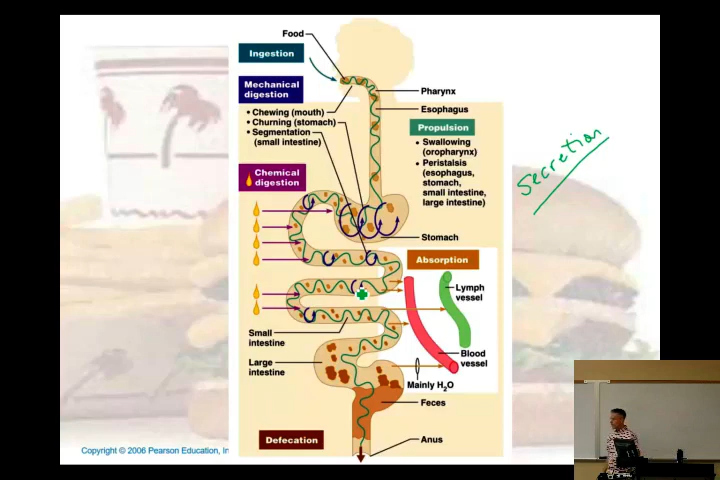 Food
Ingestion
Mechanical
digestion
• Chewing (mouth)
• Churning (stomach)
• Segmentation
(small intestine)
Chemical
digestion
Pharynx
Esophagus
Propulsion
• Swallowing
(oropharynx)
• Peristalsis
(esophagus,
stomach,
small intestine,
large intestine)
Secretion
Stomach
Absorption
Lymph
vessel
Small
intestine
Blood
vessel
Large
intestine
Mainly H₂O
Feces
Defecation
Anus
Copyright © 2006 Pearson Education, In